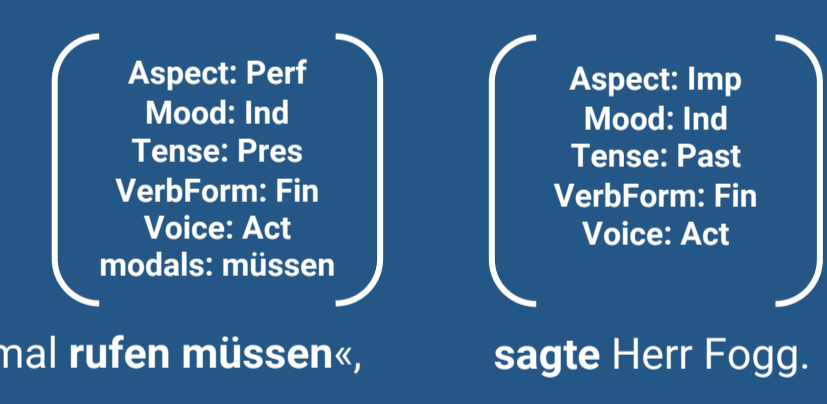 Aspect: Perf
Mood: Ind
Tense: Pres
VerbForm: Fin
Voice: Act
modals: müssen
Aspect: Imp
Mood: Ind
Tense: Past
VerbForm: Fin
Voice: Act
mal rufen müssen«, sagte Herr Fogg.